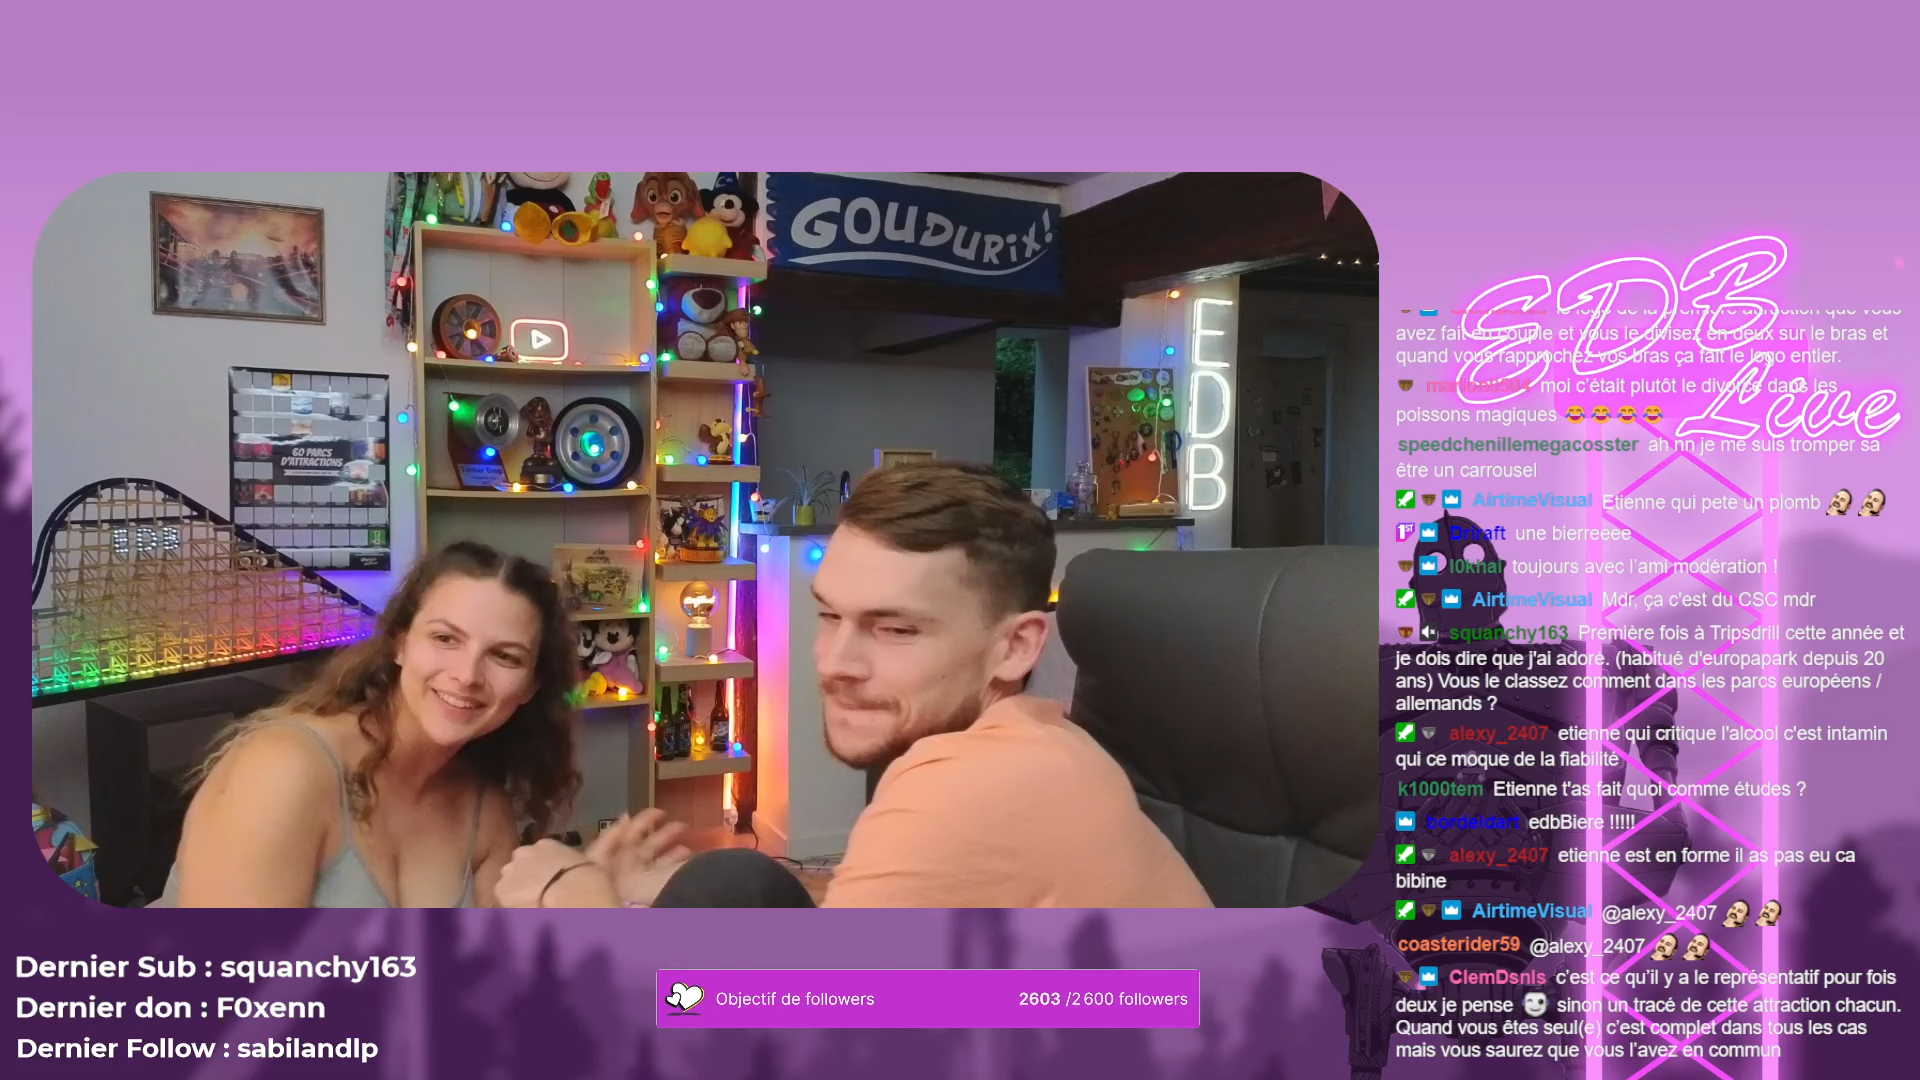 GOUDURiX!
EDB
60 PARCS
D'ATTRACTIONS
EDB
EDB
Live
avez fait en couple et vous le divisez en deux sur le bras et
quand vous rapprochez vos bras ça fait le logo entier.
moi c'était plutôt le divorce dans les
poissons magiques 😂 😂 😂 😂
speedchenillemegacosster ah nn je me suis tromper sa
être un carrousel
AirtimeVisual Etienne qui pete un plomb
1ST Driraft une bierreeee
l0khai toujours avec l'ami modération !
AirtimeVisual Mdr, ça c'est du CSC mdr
squanchy163 Première fois à Tripsdrill cette année et
je dois dire que j'ai adoré. (habitué d'europapark depuis 20
ans) Vous le classez comment dans les parcs européens /
allemands ?
alexy_2407 etienne qui critique l'alcool c'est intamin
qui ce moque de la fiabilité
k1000tem Etienne t'as fait quoi comme études ?
bordeldart edbBiere !!!!!
alexy_2407 etienne est en forme il as pas eu ca
bibine
AirtimeVisual @alexy_2407
coasterider59 @alexy_2407
ClemDsnls c'est ce qu'il y a le représentatif pour fois
deux je pense sinon un tracé de cette attraction chacun.
Quand vous êtes seul(e) c'est complet dans tous les cas
mais vous saurez que vous l'avez en commun
Dernier Sub : squanchy163
Dernier don : F0xenn
Dernier Follow : sabilandlp
Objectif de followers
2603 /2 600 followers